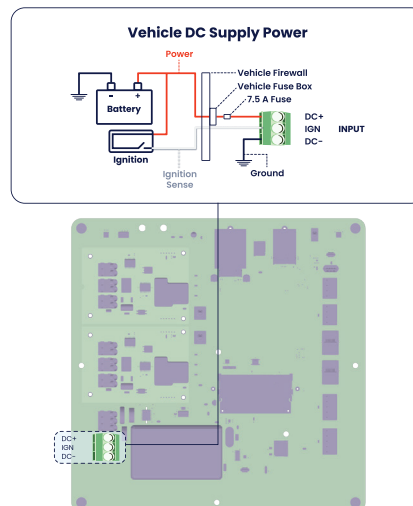 Vehicle DC Supply Power
Power
Vehicle Firewall
Vehicle Fuse Box
7.5 A Fuse
- +
Battery
DC+
IGN
INPUT
DC-
Ignition
Ignition
Sense
Ground
DC+
IGN
DC-